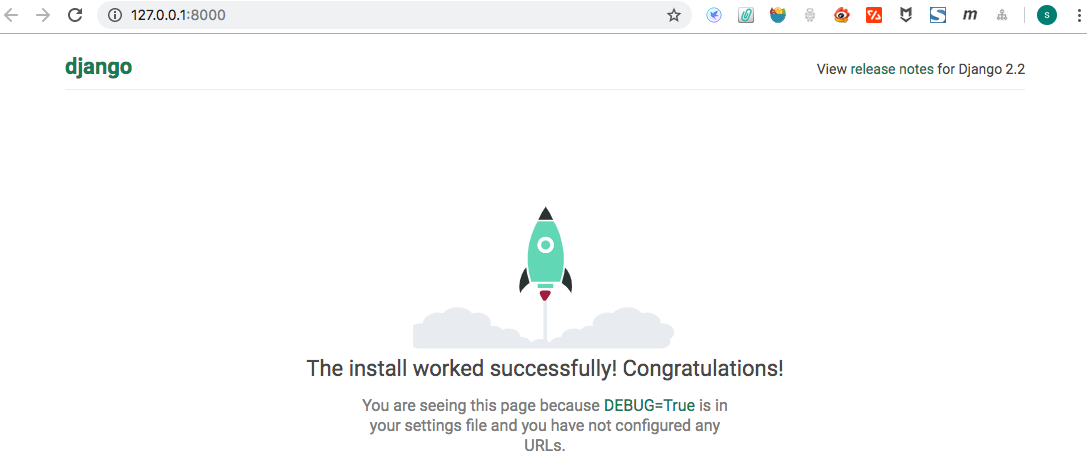 127.0.0.1:8000
m
s
django
View release notes for Django 2.2
The install worked successfully! Congratulations!
You are seeing this page because DEBUG=True is in
your settings file and you have not configured any
URLs.